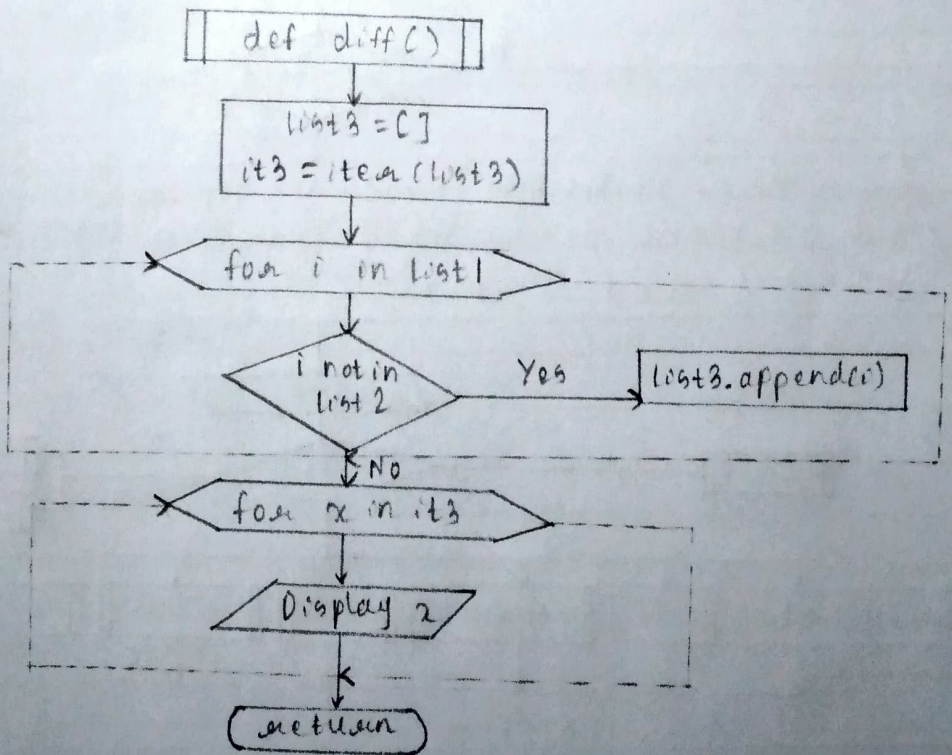 def diff()
list3 = []
it3 = iter(list3)
for i in list1
i not in
list 2
Yes
list3.append(i)
No
for x in it3
Display x
return